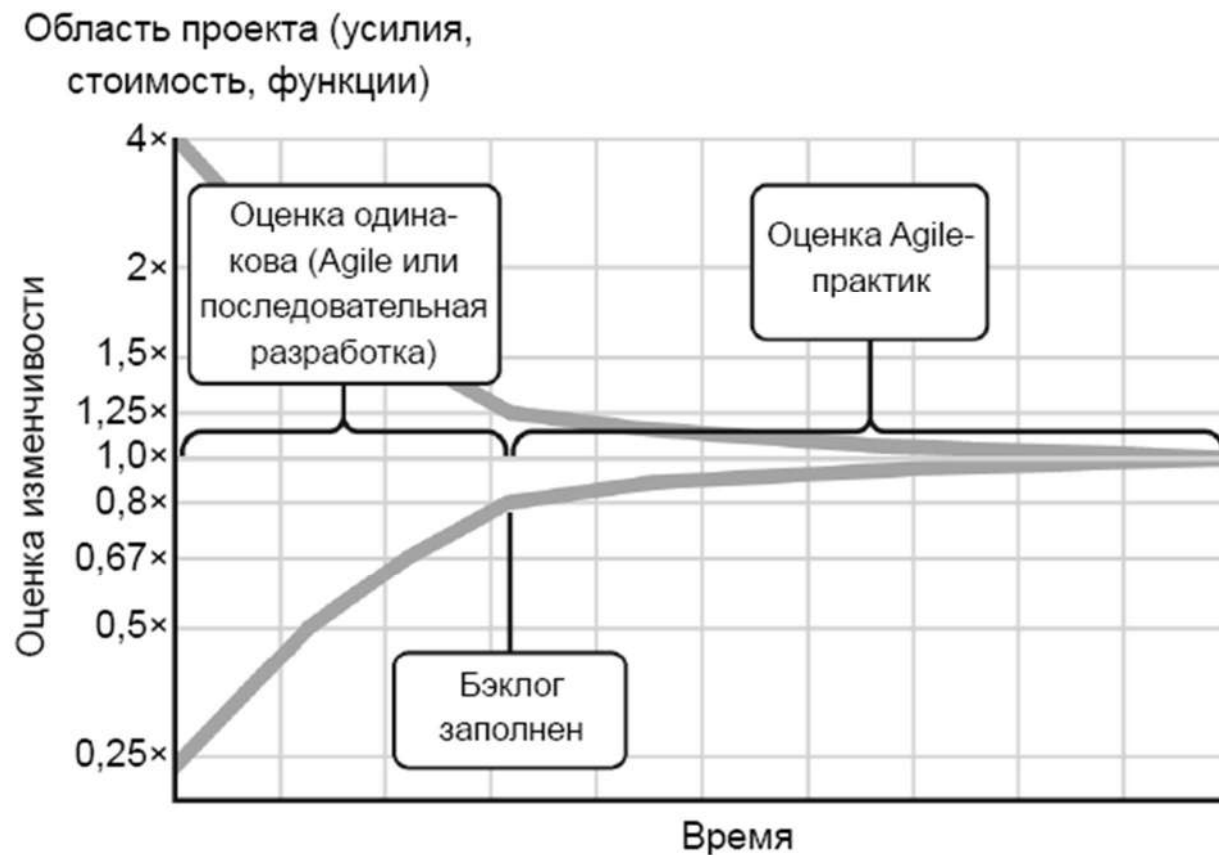 Область проекта (усилия,
стоимость, функции)
4×
2×
1,5×
1,25×
1,0×
0,8×
0,67×
0,5×
0,25×
Оценка изменчивости
Оценка одина-
кова (Agile или
последовательная
разработка)
Оценка Agile-
практик
Бэклог
заполнен
Время